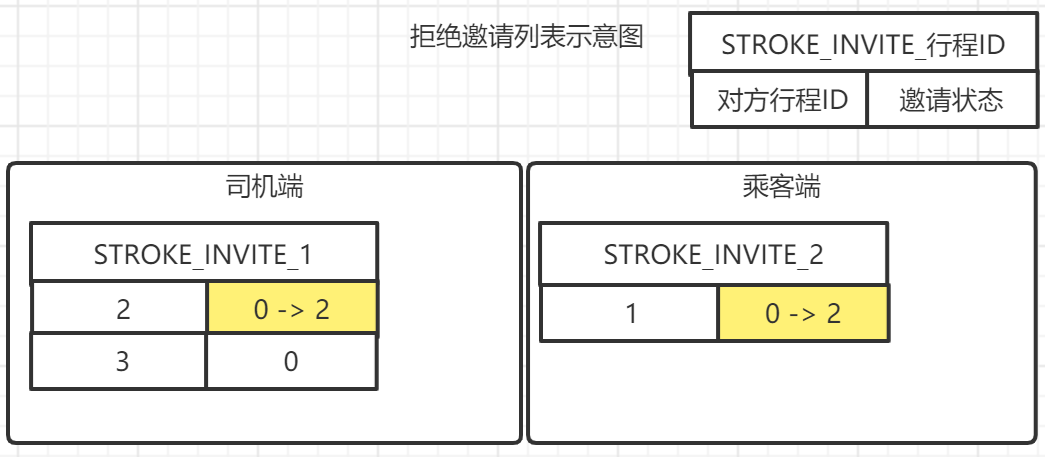 拒绝邀请列表示意图
STROKE_INVITE_行程ID
对方行程ID 邀请状态
司机端
STROKE_INVITE_1
2 0 -> 2
3 0
乘客端
STROKE_INVITE_2
1 0 -> 2